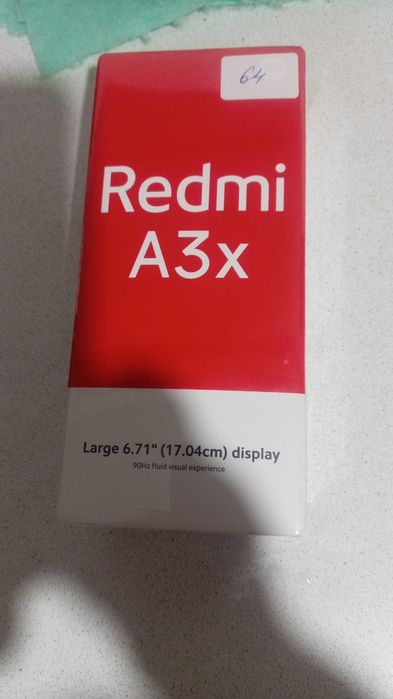 64
Redmi
A3x
Large 6.71" (17.04cm) display
90Hz fluid visual experience